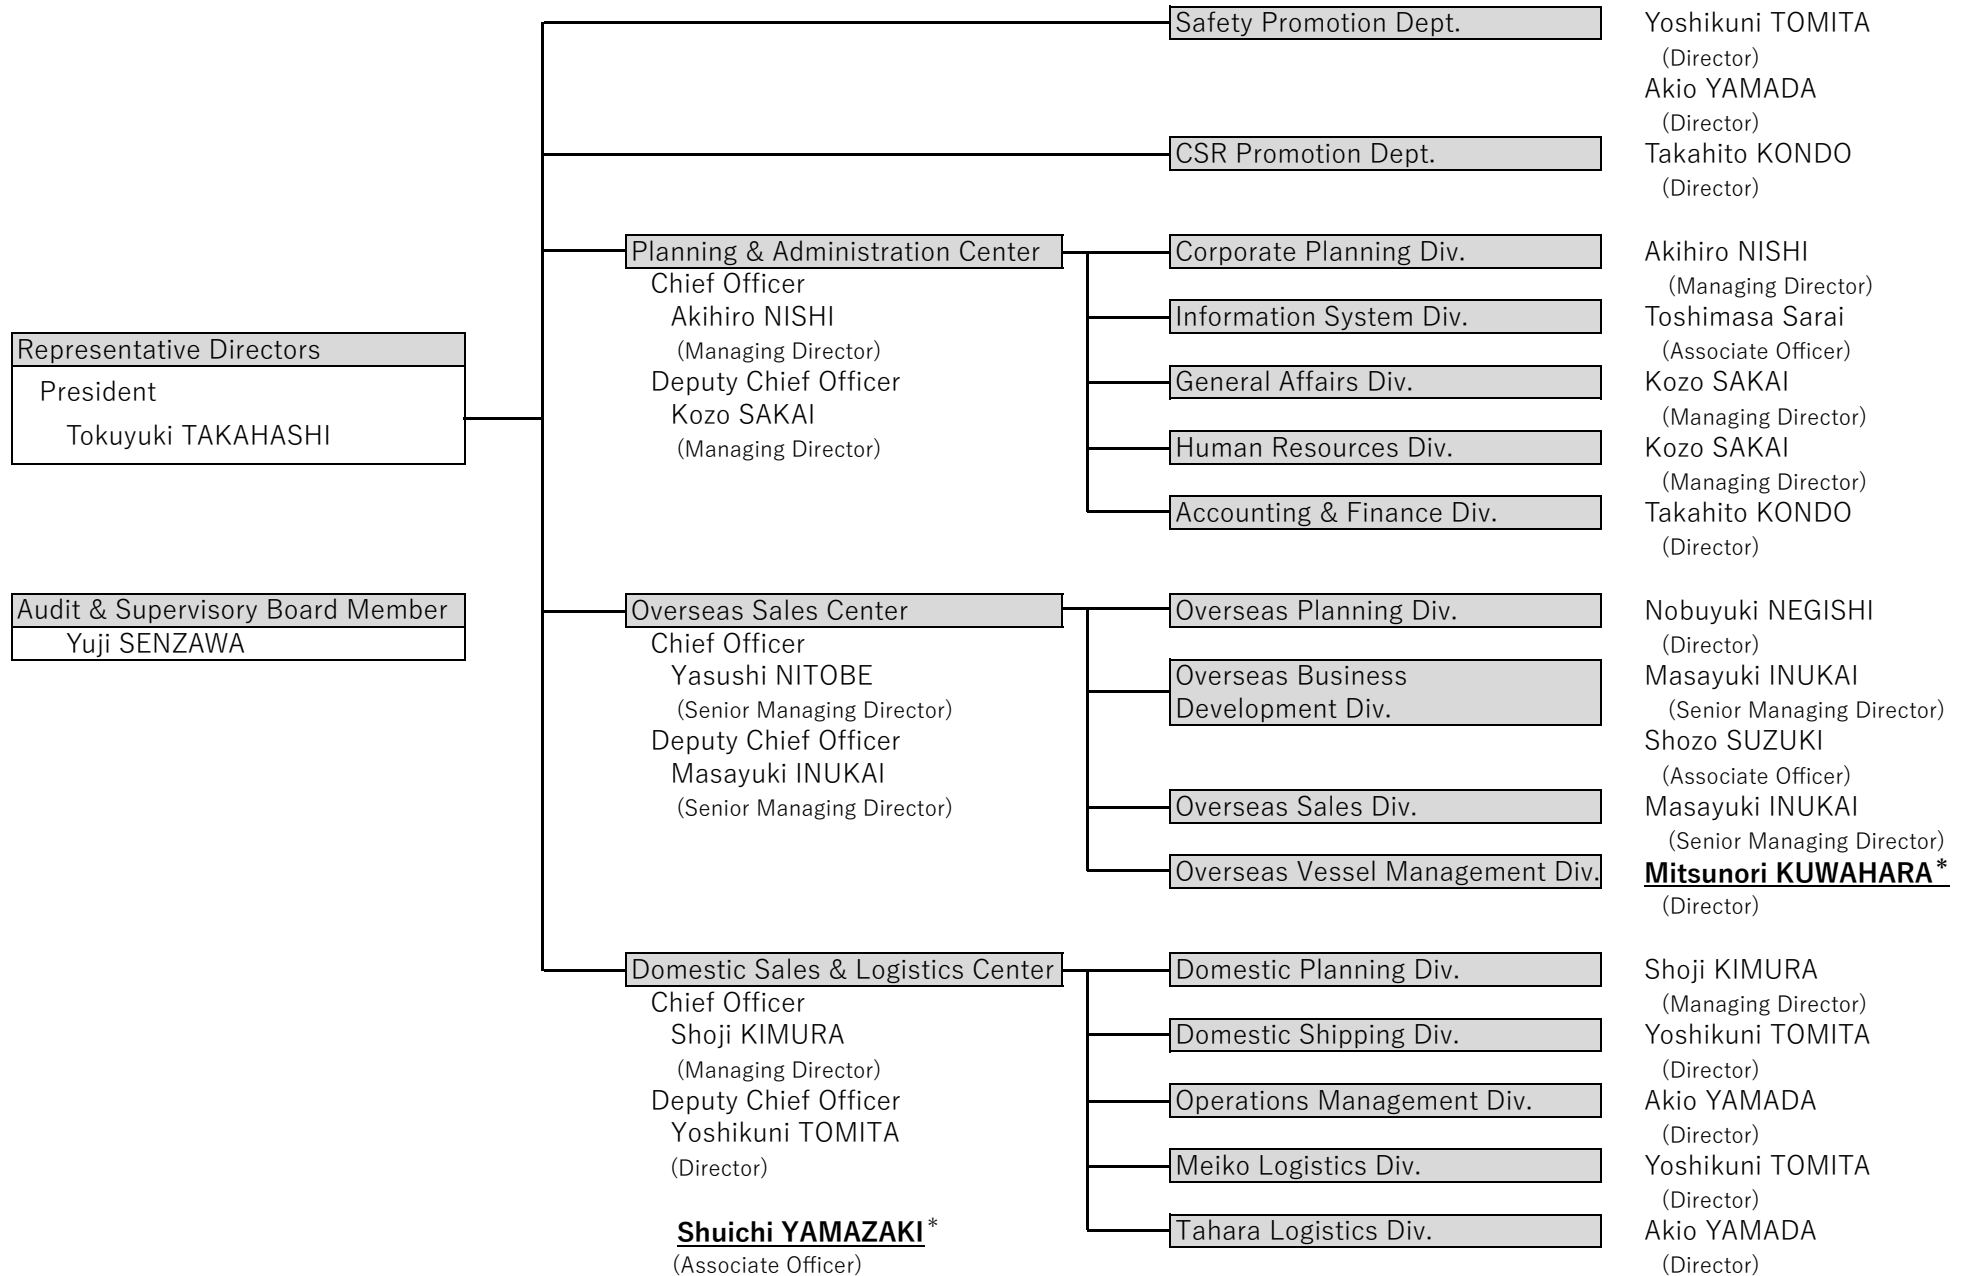 Safety Promotion Dept.
Yoshikuni TOMITA
(Director)
Akio YAMADA
(Director)
CSR Promotion Dept.
Takahito KONDO
(Director)
Representative Directors
President
Tokuyuki TAKAHASHI
Audit & Supervisory Board Member
Yuji SENZAWA
Planning & Administration Center
Chief Officer
Akihiro NISHI
(Managing Director)
Deputy Chief Officer
Kozo SAKAI
(Managing Director)
Corporate Planning Div.
Akihiro NISHI
(Managing Director)
Information System Div.
Toshimasa Sarai
(Associate Officer)
General Affairs Div.
Kozo SAKAI
(Managing Director)
Human Resources Div.
Kozo SAKAI
(Managing Director)
Accounting & Finance Div.
Takahito KONDO
(Director)
Overseas Sales Center
Chief Officer
Yasushi NITOBE
(Senior Managing Director)
Deputy Chief Officer
Masayuki INUKAI
(Senior Managing Director)
Overseas Planning Div.
Nobuyuki NEGISHI
(Director)
Overseas Business
Development Div.
Masayuki INUKAI
(Senior Managing Director)
Shozo SUZUKI
(Associate Officer)
Overseas Sales Div.
Masayuki INUKAI
(Senior Managing Director)
Overseas Vessel Management Div.
Mitsunori KUWAHARA*
(Director)
Domestic Sales & Logistics Center
Chief Officer
Shoji KIMURA
(Managing Director)
Deputy Chief Officer
Yoshikuni TOMITA
(Director)
Shuichi YAMAZAKI*
(Associate Officer)
Domestic Planning Div.
Shoji KIMURA
(Managing Director)
Domestic Shipping Div.
Yoshikuni TOMITA
(Director)
Operations Management Div.
Akio YAMADA
(Director)
Meiko Logistics Div.
Yoshikuni TOMITA
(Director)
Tahara Logistics Div.
Akio YAMADA
(Director)